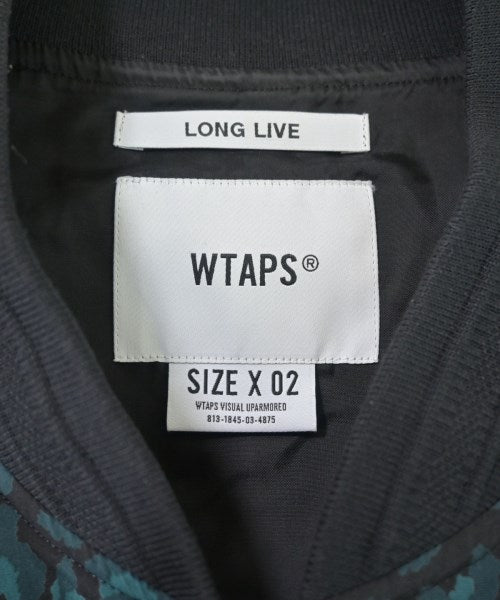 LONG LIVE
WTAPS®
SIZE X 02
WTAPS VISUAL UPARMORED
813-1845-03-4875